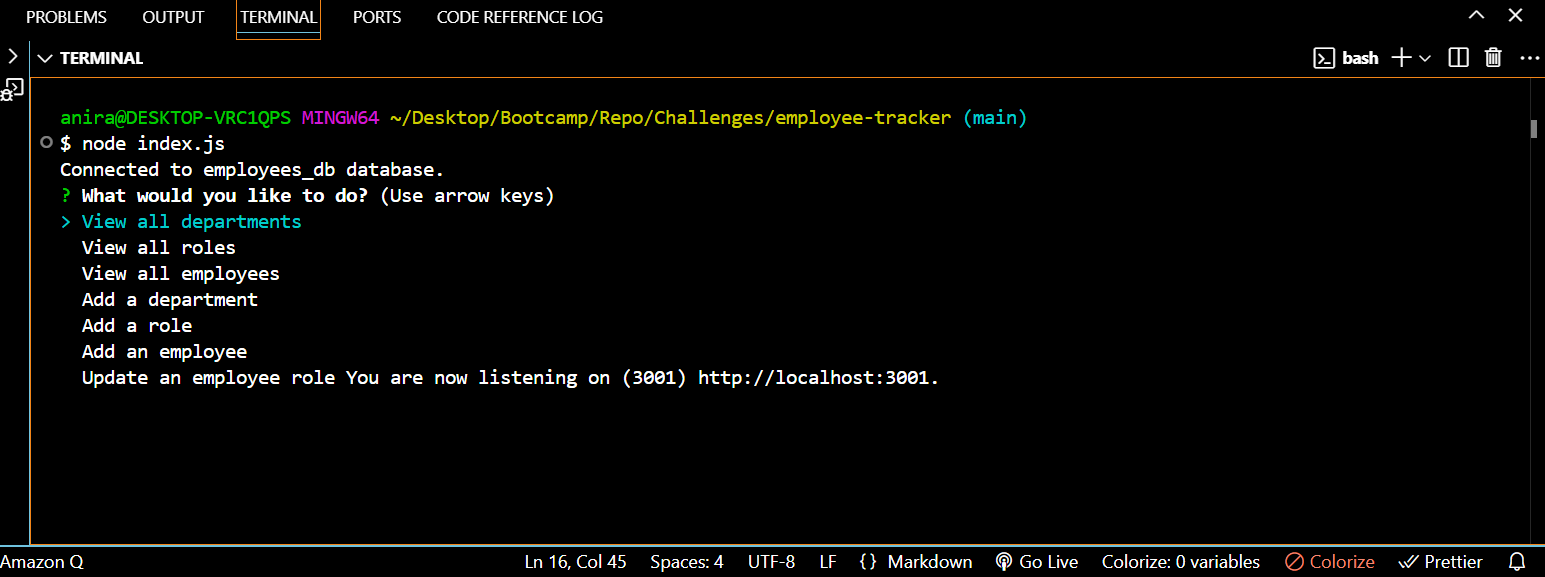 PROBLEMS OUTPUT TERMINAL PORTS CODE REFERENCE LOG
TERMINAL bash
anira@DESKTOP-VRC1QPS MINGW64 ~/Desktop/Bootcamp/Repo/Challenges/employee-tracker (main)
$ node index.js
Connected to employees_db database.
? What would you like to do? (Use arrow keys)
> View all departments
View all roles
View all employees
Add a department
Add a role
Add an employee
Update an employee role You are now listening on (3001) http://localhost:3001.
Amazon Q Ln 16, Col 45 Spaces: 4 UTF-8 LF {} Markdown Go Live Colorize: 0 variables Colorize Prettier